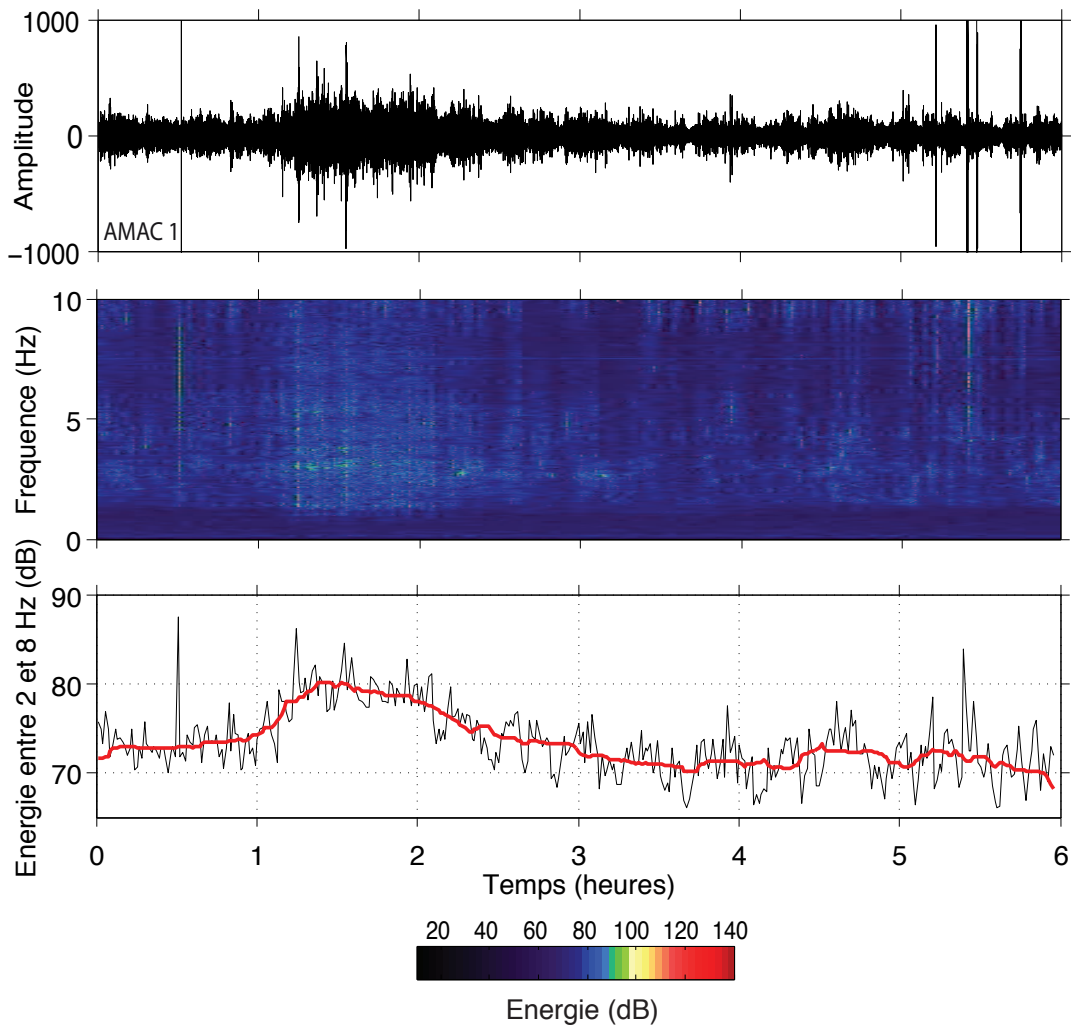 1000
0
−1000
Amplitude
AMAC 1
10
5
0
Frequence (Hz)
90
80
70
Energie entre 2 et 8 Hz (dB)
0 1 2 3 4 5 6
Temps (heures)
20 40 60 80 100 120 140
Energie (dB)